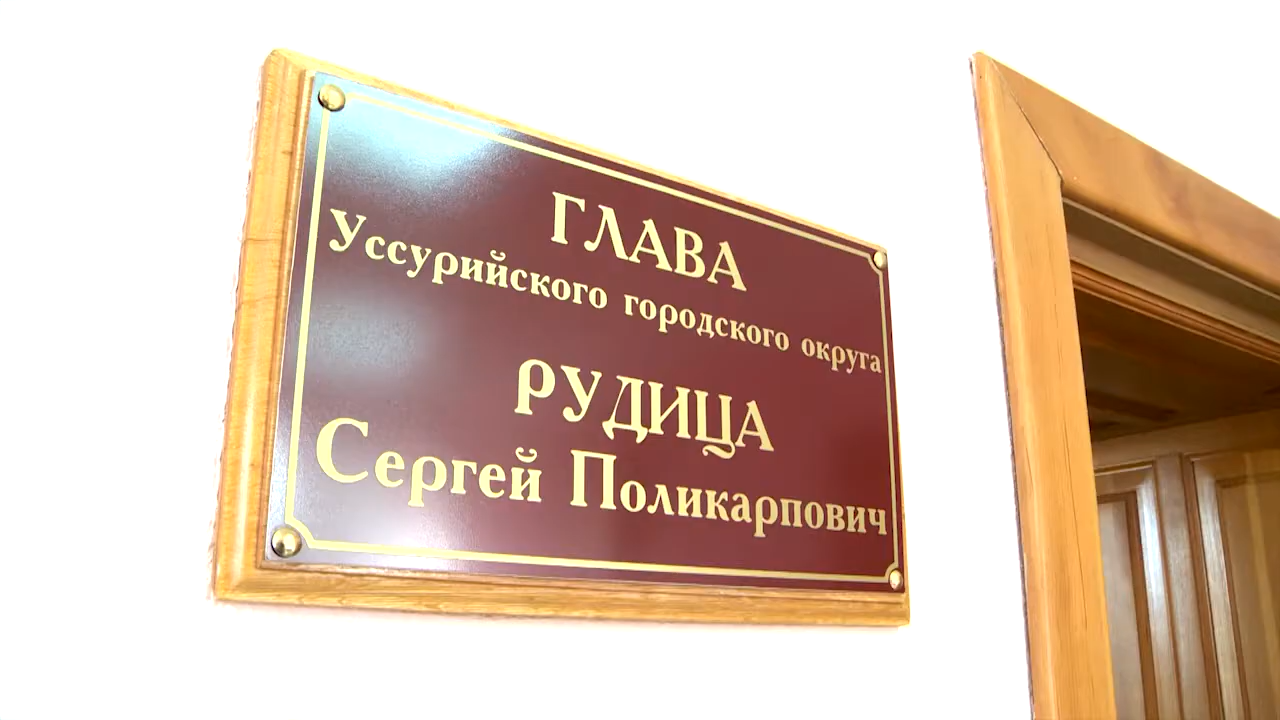 ГЛАВА
Уссурийского городского округа
РУДИЦА
Сергей Поликарпович